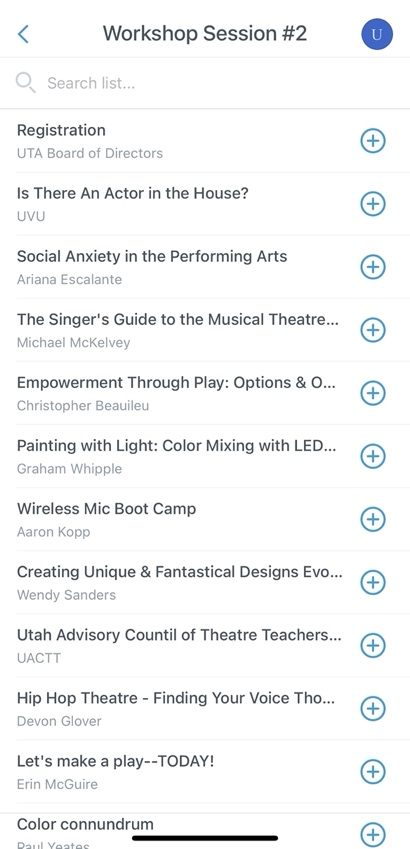 Workshop Session #2
U
Search list...
Registration
UTA Board of Directors
Is There An Actor in the House?
UVU
Social Anxiety in the Performing Arts
Ariana Escalante
The Singer's Guide to the Musical Theatre...
Michael McKelvey
Empowerment Through Play: Options & O...
Christopher Beauileu
Painting with Light: Color Mixing with LED...
Graham Whipple
Wireless Mic Boot Camp
Aaron Kopp
Creating Unique & Fantastical Designs Evo...
Wendy Sanders
Utah Advisory Countil of Theatre Teachers...
UACTT
Hip Hop Theatre - Finding Your Voice Tho...
Devon Glover
Let's make a play--TODAY!
Erin McGuire
Color connundrum
Paul Yeates